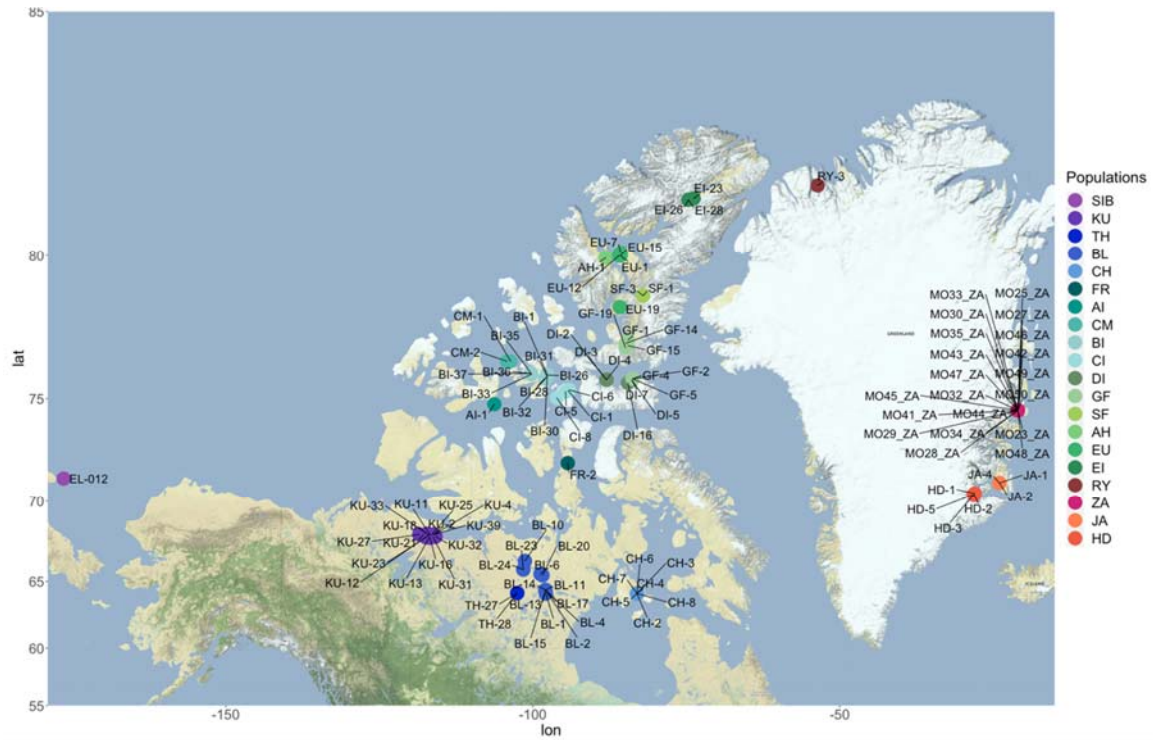 85
80
75
70
65
60
55
lat
-150
-100
-50
lon
EI-23
EI-26
EI-28
RY-3
EU-7
EU-15
AH-1
EU-1
EU-12
SF-3
SF-1
GF-19
EU-19
CM-1
BI-1
BI-35
DI-2
GF-1
GF-14
DI-3
BI-31
CM-2
DI-4
GF-15
BI-37
BI-36
BI-26
GF-4
GF-2
BI-33
BI-28
CI-6
DI-7
GF-5
AI-1
BI-32
CI-5
CI-1
DI-5
BI-30
CI-8
DI-16
FR-2
EL-012
KU-33
KU-11
KU-25
KU-4
KU-18
KU-2
KU-39
KU-27
KU-21
KU-32
KU-23
KU-16
KU-12
KU-13
KU-31
BL-10
BL-23
BL-20
BL-24
BL-6
BL-14
BL-11
TH-27
BL-13
BL-17
TH-28
BL-1
BL-4
BL-15
BL-2
CH-6
CH-3
CH-7
CH-4
CH-5
CH-8
CH-2
GREENLAND
MO33_ZA
MO25_ZA
MO30_ZA
MO27_ZA
MO35_ZA
MO46_ZA
MO43_ZA
MO42_ZA
MO47_ZA
MO49_ZA
MO45_ZA
MO32_ZA
MO50_ZA
MO41_ZA
MO44_ZA
MO29_ZA
MO34_ZA
MO23_ZA
MO28_ZA
MO48_ZA
JA-4
JA-1
HD-1
JA-2
HD-5
HD-2
HD-3
ICELAND
Populations
SIB
KU
TH
BL
CH
FR
AI
CM
BI
CI
DI
GF
SF
AH
EU
EI
RY
ZA
JA
HD